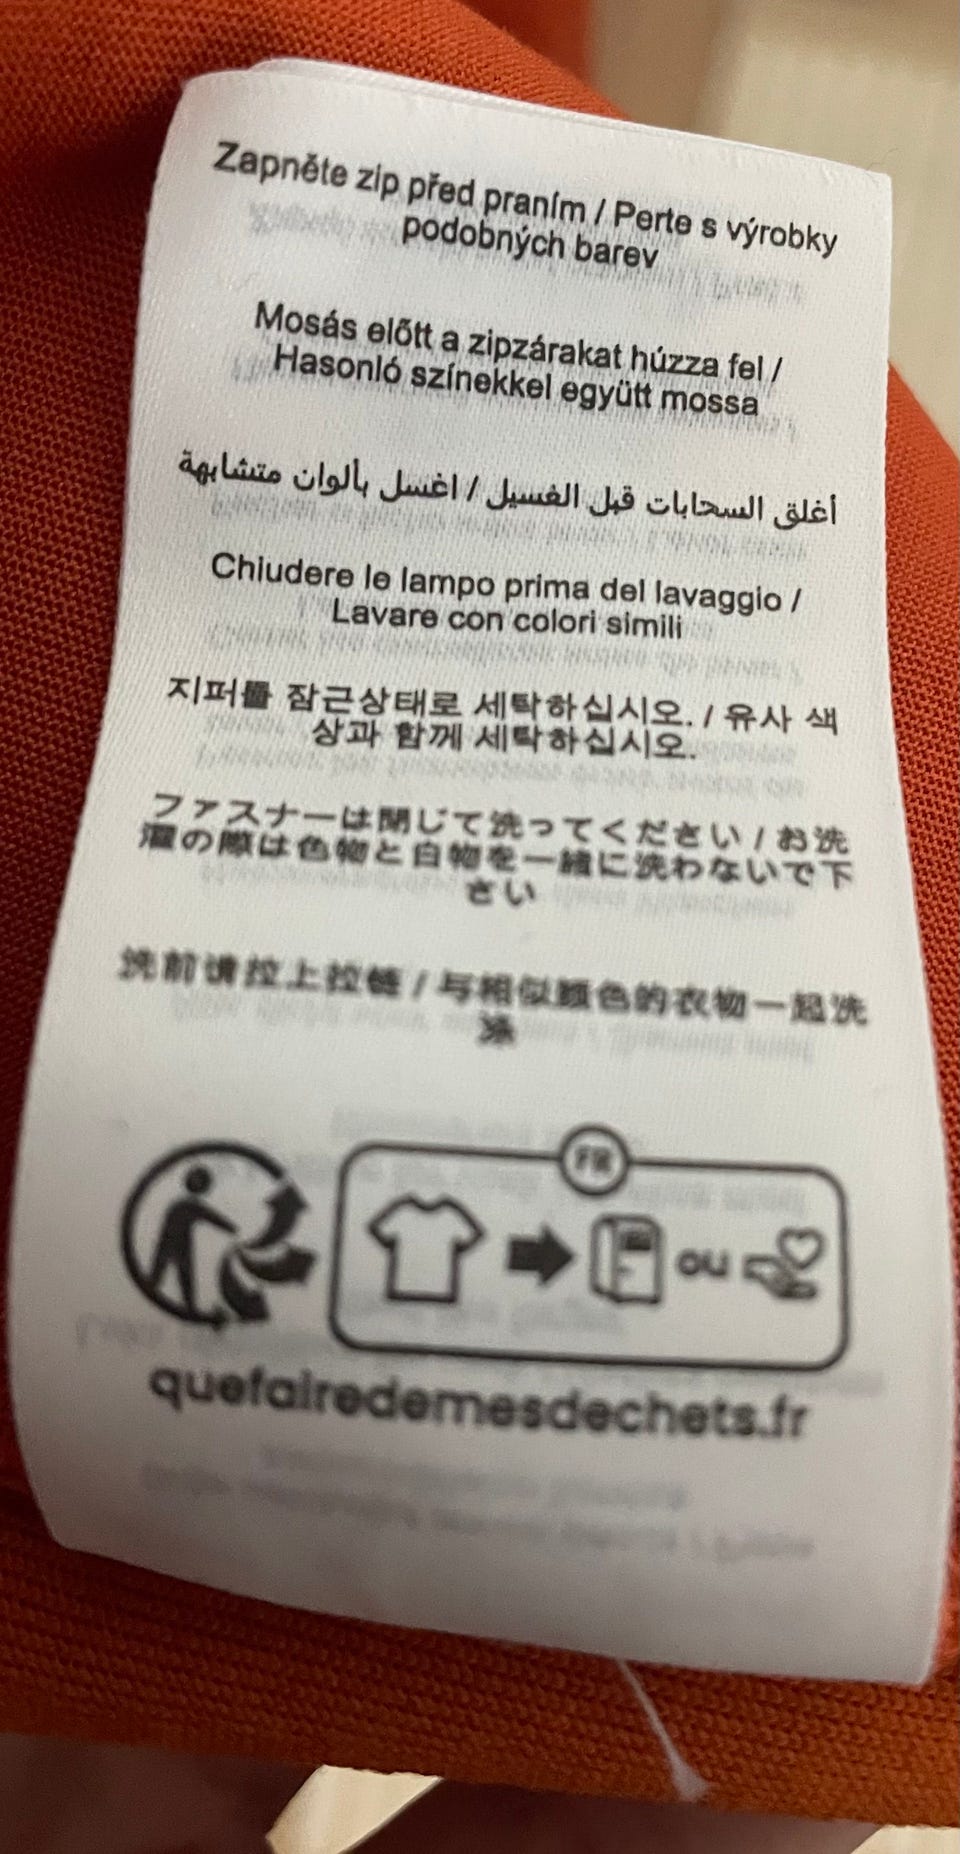 Zapněte zip před praním / Perte s výrobky
podobných barev
Mosás előtt a zipzárakat húzza fel /
Hasonló színekkel együtt mossa
أغلق السحابات قبل الغسيل / اغسل بألوان متشابهة
Chiudere le lampo prima del lavaggio /
Lavare con colori simili
지퍼를 잠근상태로 세탁하십시오. / 유사 색
상과 함께 세탁하십시오.
ファスナーは閉じて洗ってください / お洗
濯の際は色物と白物を一緒に洗わないで下
さい
洗前请拉上拉链 / 与相似颜色的衣物一起洗
涤
FR
ou
quefairedemesdechets.fr